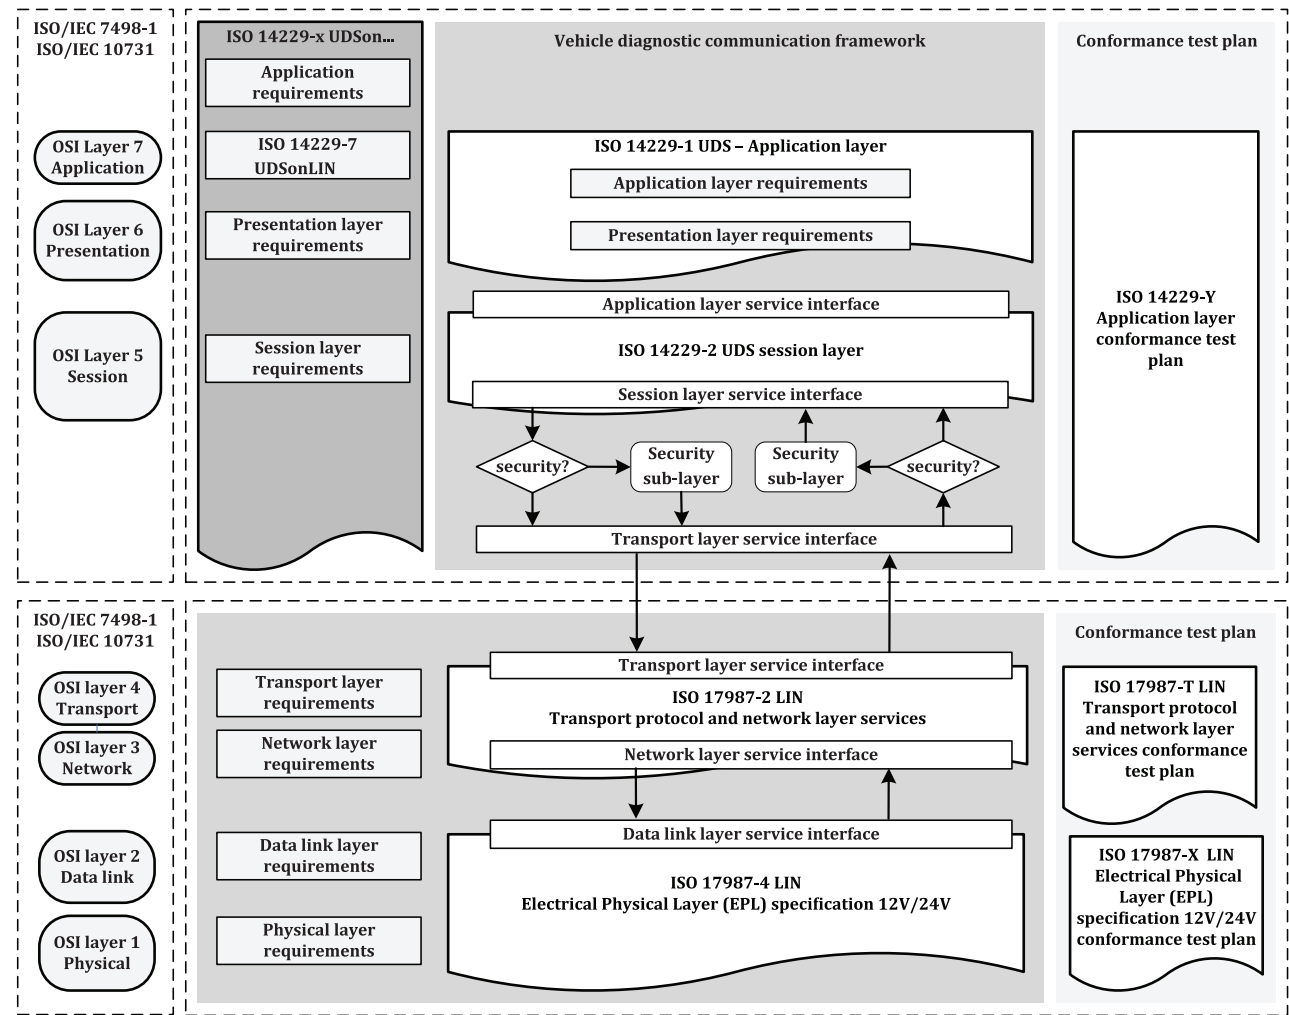 ISO/IEC 7498-1
ISO/IEC 10731
OSI Layer 7
Application
OSI Layer 6
Presentation
OSI Layer 5
Session
ISO 14229-x UDSon...
Application
requirements
ISO 14229-7
UDSonLIN
Presentation layer
requirements
Session layer
requirements
Vehicle diagnostic communication framework
ISO 14229-1 UDS – Application layer
Application layer requirements
Presentation layer requirements
Application layer service interface
ISO 14229-2 UDS session layer
Session layer service interface
security?
Security
sub-layer
Security
sub-layer
security?
Transport layer service interface
Conformance test plan
ISO 14229-Y
Application layer
conformance test
plan
ISO/IEC 7498-1
ISO/IEC 10731
OSI layer 4
Transport
OSI layer 3
Network
OSI layer 2
Data link
OSI layer 1
Physical
Transport layer
requirements
Network layer
requirements
Data link layer
requirements
Physical layer
requirements
Transport layer service interface
ISO 17987-2 LIN
Transport protocol and network layer services
Network layer service interface
Data link layer service interface
ISO 17987-4 LIN
Electrical Physical Layer (EPL) specification 12V/24V
Conformance test plan
ISO 17987-T LIN
Transport protocol
and network layer
services conformance
test plan
ISO 17987-X LIN
Electrical Physical
Layer (EPL)
specification 12V/24V
conformance test plan